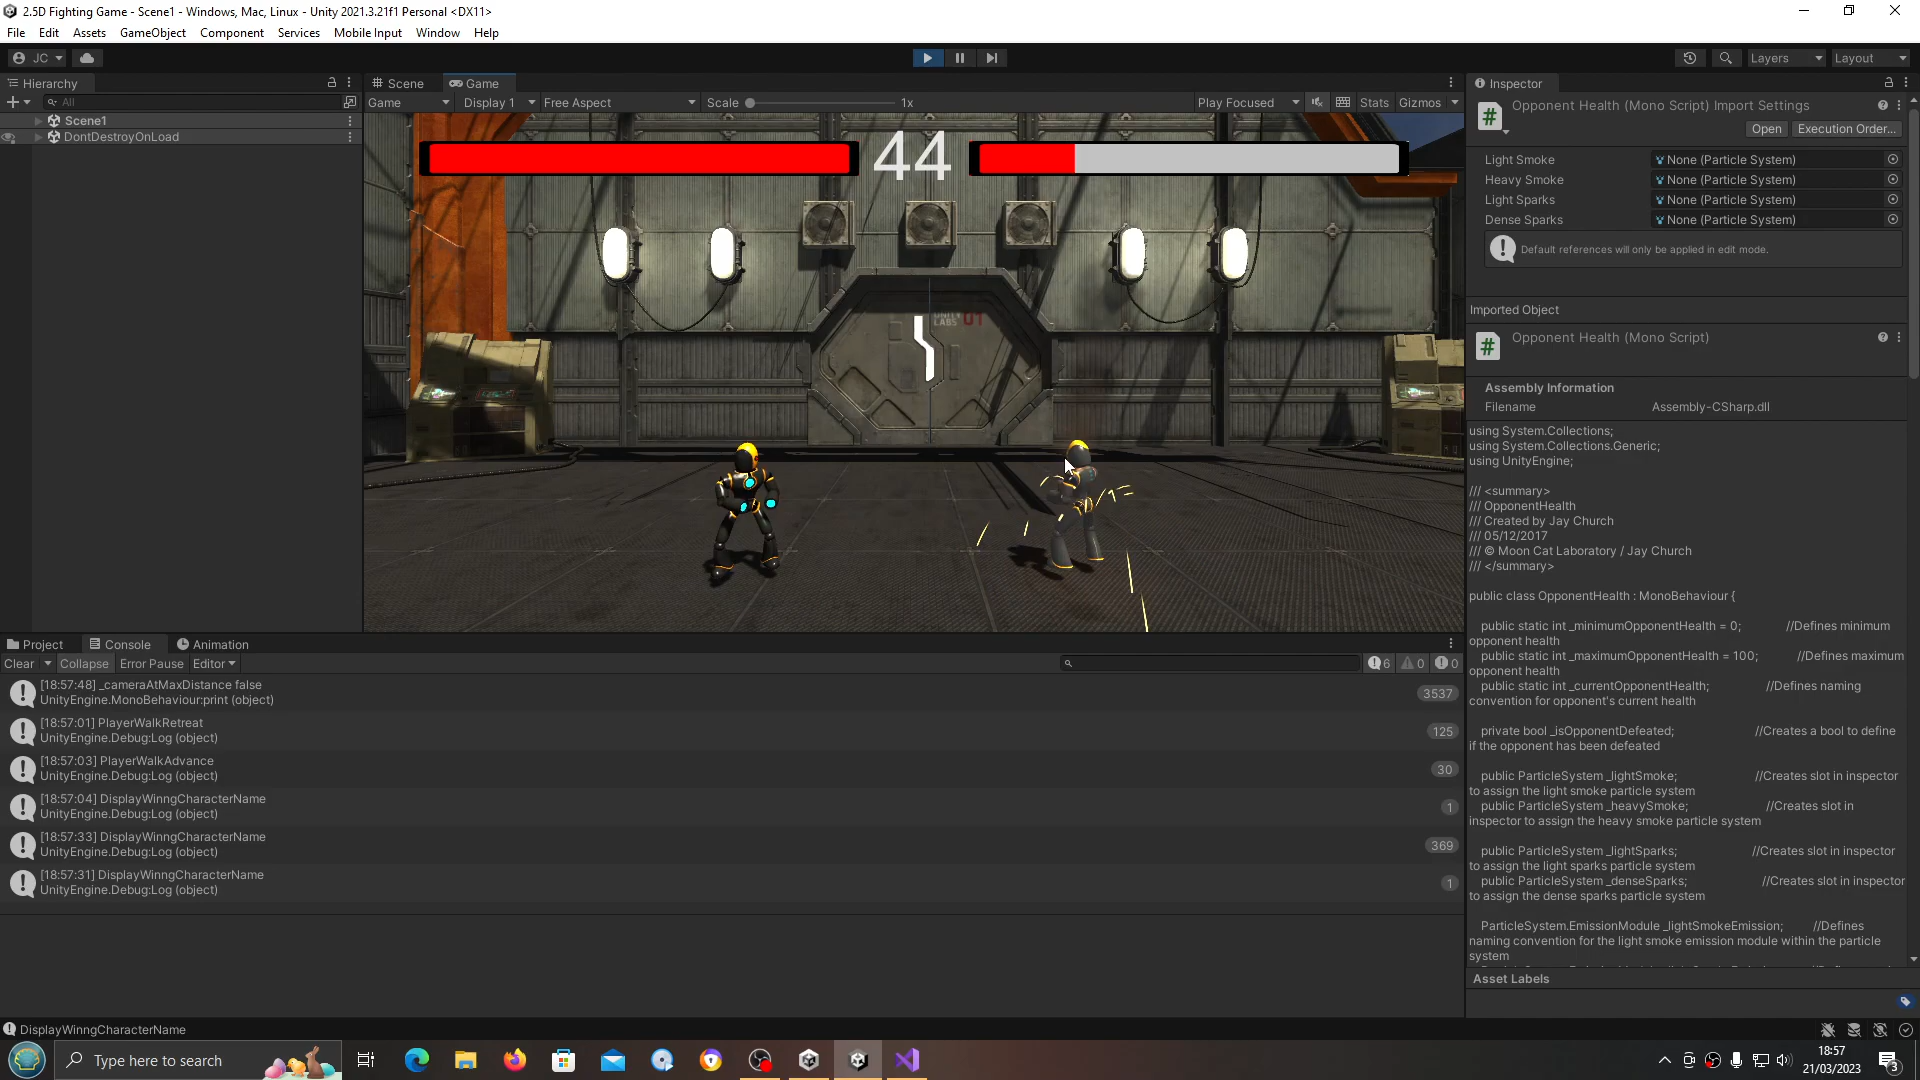 2.5D Fighting Game - Scene1 - Windows, Mac, Linux - Unity 2021.3.21f1 Personal <DX11>
File Edit Assets GameObject Component Services Mobile Input Window Help
JC Layers Layout
Hierarchy Scene Game Inspector
All Game Display 1 Free Aspect Scale 1x Play Focused Stats Gizmos
Scene1
DontDestroyOnLoad
44
UNITY
LABS 01
Opponent Health (Mono Script) Import Settings
Open Execution Order...
Light Smoke None (Particle System)
Heavy Smoke None (Particle System)
Light Sparks None (Particle System)
Dense Sparks None (Particle System)
Default references will only be applied in edit mode.
Imported Object
Opponent Health (Mono Script)
Assembly Information
Filename Assembly-CSharp.dll
using System.Collections;
using System.Collections.Generic;
using UnityEngine;
/// <summary>
/// OpponentHealth
/// Created by Jay Church
/// 05/12/2017
/// © Moon Cat Laboratory / Jay Church
/// </summary>
public class OpponentHealth : MonoBehaviour {
public static int _minimumOpponentHealth = 0; //Defines minimum
opponent health
public static int _maximumOpponentHealth = 100; //Defines maximum
opponent health
public static int _currentOpponentHealth; //Defines naming
convention for opponent's current health
private bool _isOpponentDefeated; //Creates a bool to define
if the opponent has been defeated
public ParticleSystem _lightSmoke; //Creates slot in inspector
to assign the light smoke particle system
public ParticleSystem _heavySmoke; //Creates slot in
inspector to assign the heavy smoke particle system
public ParticleSystem _lightSparks; //Creates slot in inspector
to assign the light sparks particle system
public ParticleSystem _denseSparks; //Creates slot in inspector
to assign the dense sparks particle system
ParticleSystem.EmissionModule _lightSmokeEmission; //Defines
naming convention for the light smoke emission module within the particle
system
Asset Labels
Project Console Animation
Clear Collapse Error Pause Editor 6 0 0
[18:57:48] _cameraAtMaxDistance false
UnityEngine.MonoBehaviour:print (object) 3537
[18:57:01] PlayerWalkRetreat
UnityEngine.Debug:Log (object) 125
[18:57:03] PlayerWalkAdvance
UnityEngine.Debug:Log (object) 30
[18:57:04] DisplayWinngCharacterName
UnityEngine.Debug:Log (object) 1
[18:57:33] DisplayWinngCharacterName
UnityEngine.Debug:Log (object) 369
[18:57:31] DisplayWinngCharacterName
UnityEngine.Debug:Log (object) 1
DisplayWinngCharacterName
Type here to search
18:57
21/03/2023
3